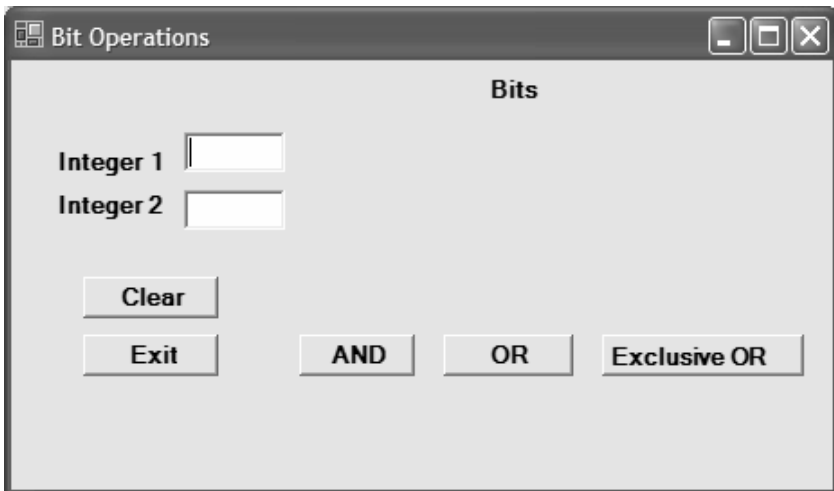 Bit Operations
Bits
Integer 1
Integer 2
Clear
Exit AND OR Exclusive OR